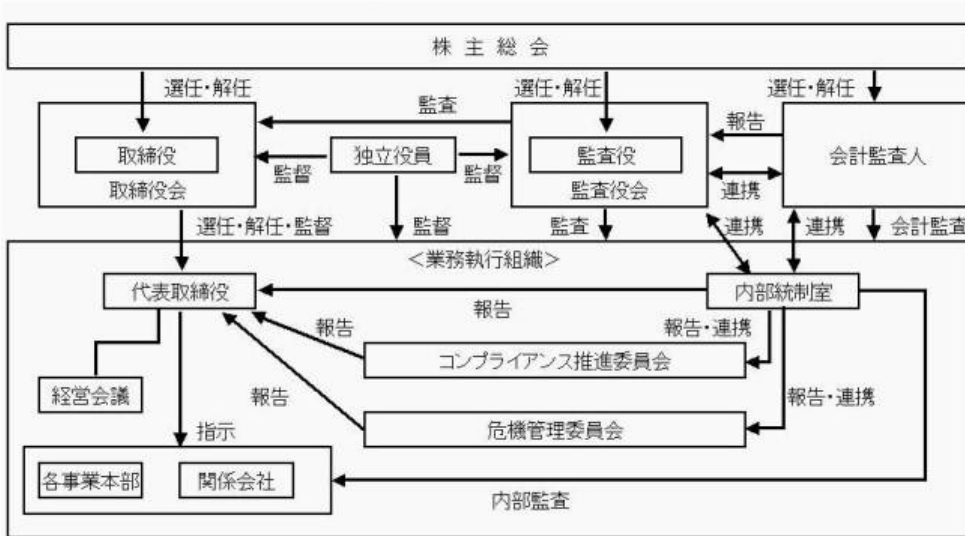 株主総会
選任・解任
選任・解任
選任・解任
監査
報告
取締役
独立役員
監査役
会計監査人
監督
監督
取締役会
監査役会
連携
選任・解任・監督
監督
監査
連携
連携
会計監査
＜業務執行組織＞
代表取締役
内部統制室
報告
報告
報告・連携
コンプライアンス推進委員会
経営会議
報告
報告・連携
危機管理委員会
指示
各事業本部
関係会社
内部監査